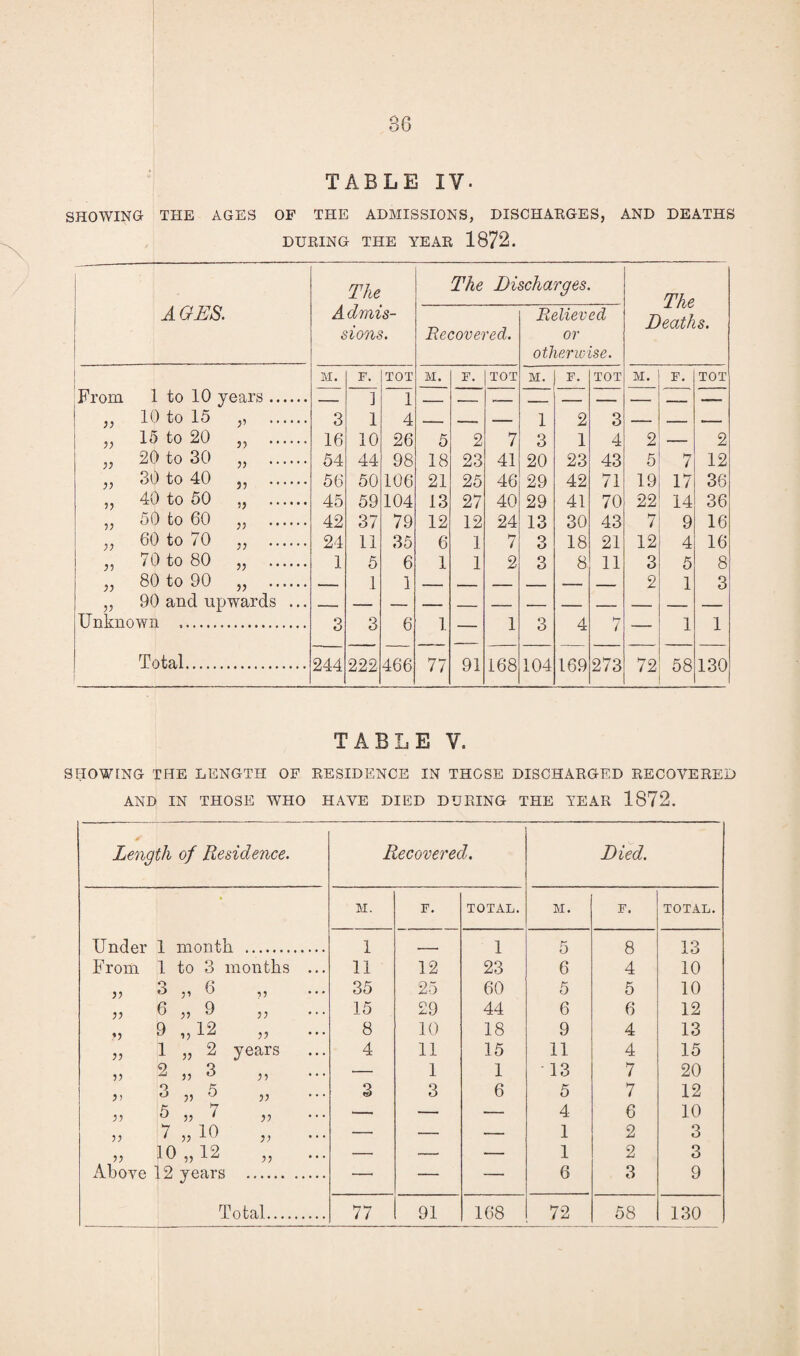 36
TABLE IV.
SHOWING THE AGES OF THE ADMISSIONS, DISCHARGES, AND DEATHS
DURING THE YEAR 1872.
AGES. The Admissions. The Discharges. The Deaths.
Recovered. Relieved or otherwise.
M. F. TOT M. F. TOT M. F. TOT M. F. TOT
From 1 to 10 years ...... — 1 1 — — — — — — — — —
„ 10 to 15 „ ...... 3 1 4 — — — 1 2 3 — — —
„ 15 to 20 „ ...... 16 10 26 5 2 7 3 1 4 2 — 2
„ 20 to 30 „ ...... 54 44 98 18 23 41 20 23 43 5 7 12
„ 30 to 40 „ ...... 56 50 106 21 25 46 29 42 71 19 17 36
„ 40 to 50 „ ...... 45 59 104 13 27 40 29 41 70 22 14 36
„ 50 to 60 „ ...... 42 37 79 12 12 24 13 30 43 7 9 16
„ 60 to 70 „ ...... 24 11 35 6 1 7 3 18 21 12 4 16
„ 70 to 80 „ ...... 1 5 6 1 1 2 3 8 11 3 5 8
„ 80 to 90 „ ...... — 1 1 — — — — — — 2 1 3
„ 90 and upwards ... — — — — — — — — — — — —
Unknown ..................... 3 3 6 1 — 1 3 4 7 — 1 1
Total..................... 244 222 466 77 91 168 104 169 273 72 58 130
TABLE V.
SHOWING THE LENGTH OF RESIDENCE IN THOSE DISCHARGED RECOVERED
AND IN THOSE WHO HAVE DIED DURING THE YEAR 1872.
Length of Residence. Recovered. Died.
M. F. TOTAL. M. F. TOTAL.
Under 1 month ............ 1 — 1 5 8 13
From 1 to 3 months ... 11 12 23 6 4 10
„ 3 „ 6 „ ... 35 25 60 5 5 10
„ 6 „ 9 „ ... 15 29 44 6 6 12
„ 9 „ 12 „ ... 8 10 18 9 4 13
„ 1 „ 2 years ... 4 11 15 11 4 15
„ 2 „ 3 „ ... — 1 1 13 7 20
„ 3 „ 5 „ ... 3 3 6 5 7 12
„ 5 „ 7 „ ... — — — 4 6 10
„ 7 „ 10 „ ... — — — 1 2 3
„ 10 „ 12 „ ... — — — 1 2 3
Above 12 years ............ — — — 6 3 9
Total......... 77 91 168 72 58 130